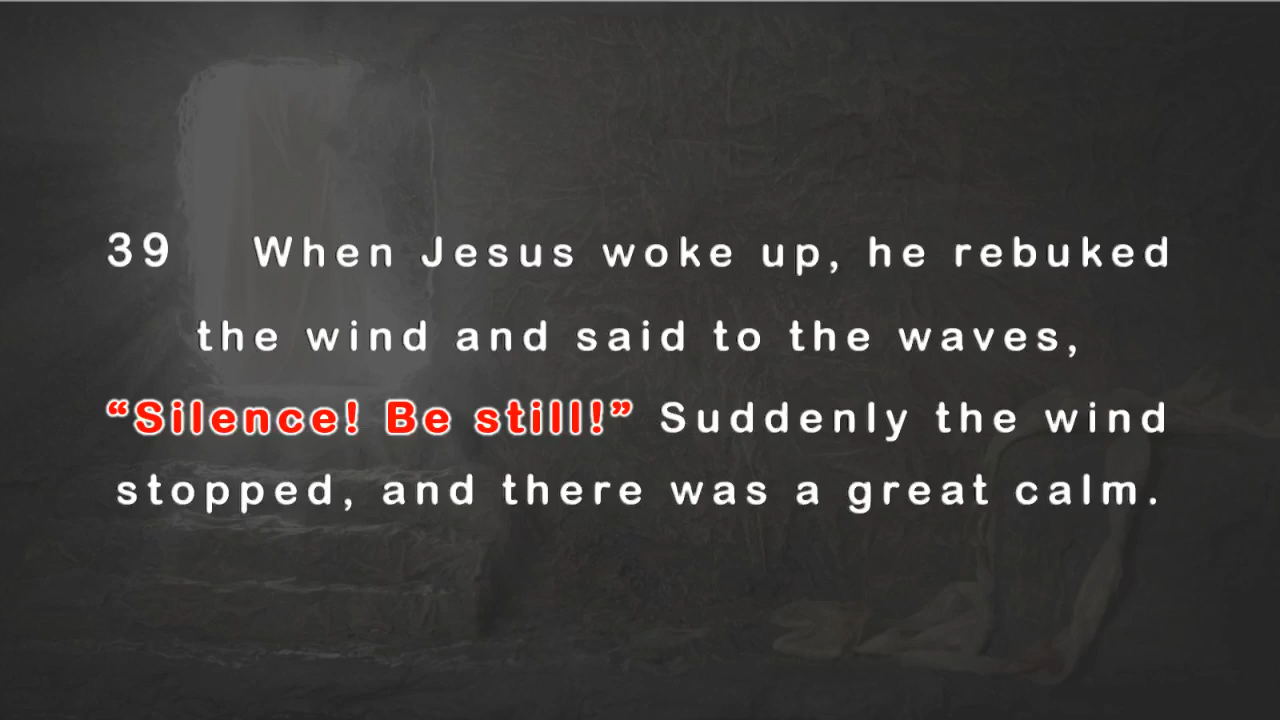 39 When Jesus woke up, he rebuked
the wind and said to the waves,
“Silence! Be still!” Suddenly the wind
stopped, and there was a great calm.